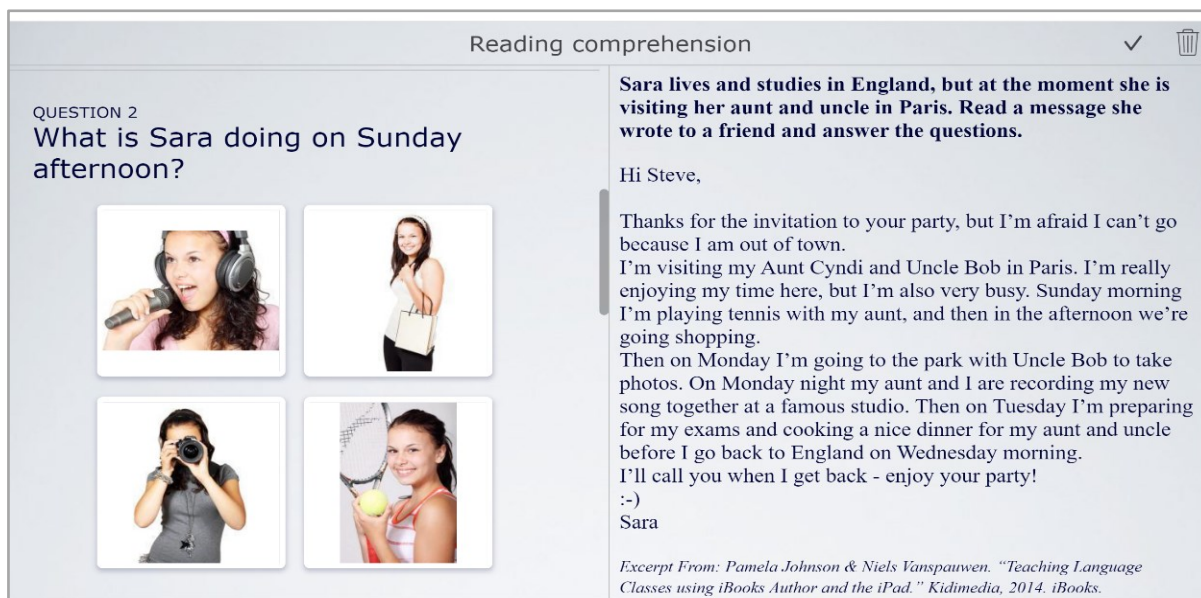 Reading comprehension
QUESTION 2
What is Sara doing on Sunday
afternoon?
Sara lives and studies in England, but at the moment she is
visiting her aunt and uncle in Paris. Read a message she
wrote to a friend and answer the questions.
Hi Steve,
Thanks for the invitation to your party, but I’m afraid I can’t go
because I am out of town.
I’m visiting my Aunt Cyndi and Uncle Bob in Paris. I’m really
enjoying my time here, but I’m also very busy. Sunday morning
I’m playing tennis with my aunt, and then in the afternoon we’re
going shopping.
Then on Monday I’m going to the park with Uncle Bob to take
photos. On Monday night my aunt and I are recording my new
song together at a famous studio. Then on Tuesday I’m preparing
for my exams and cooking a nice dinner for my aunt and uncle
before I go back to England on Wednesday morning.
I’ll call you when I get back - enjoy your party!
:-)
Sara
Excerpt From: Pamela Johnson & Niels Vanspauwen. “Teaching Language
Classes using iBooks Author and the iPad.” Kidimedia, 2014. iBooks.